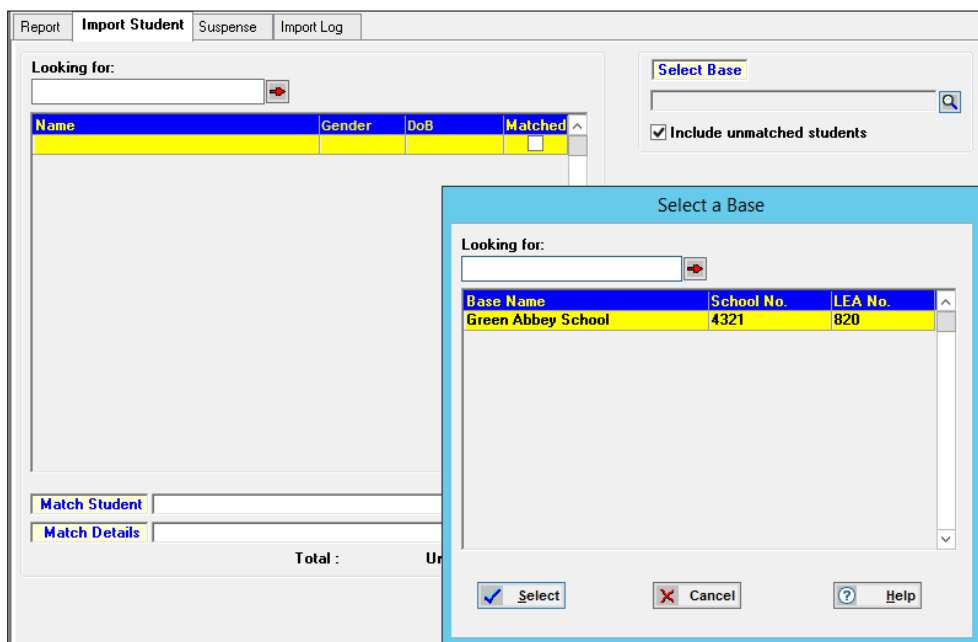 Report Import Student Suspense Import Log
Looking for:
Name Gender DoB Matched
Match Student
Match Details
Total : Un
Select Base
Include unmatched students
Select a Base
Looking for:
Base Name School No. LEA No.
Green Abbey School 4321 820
Select Cancel Help